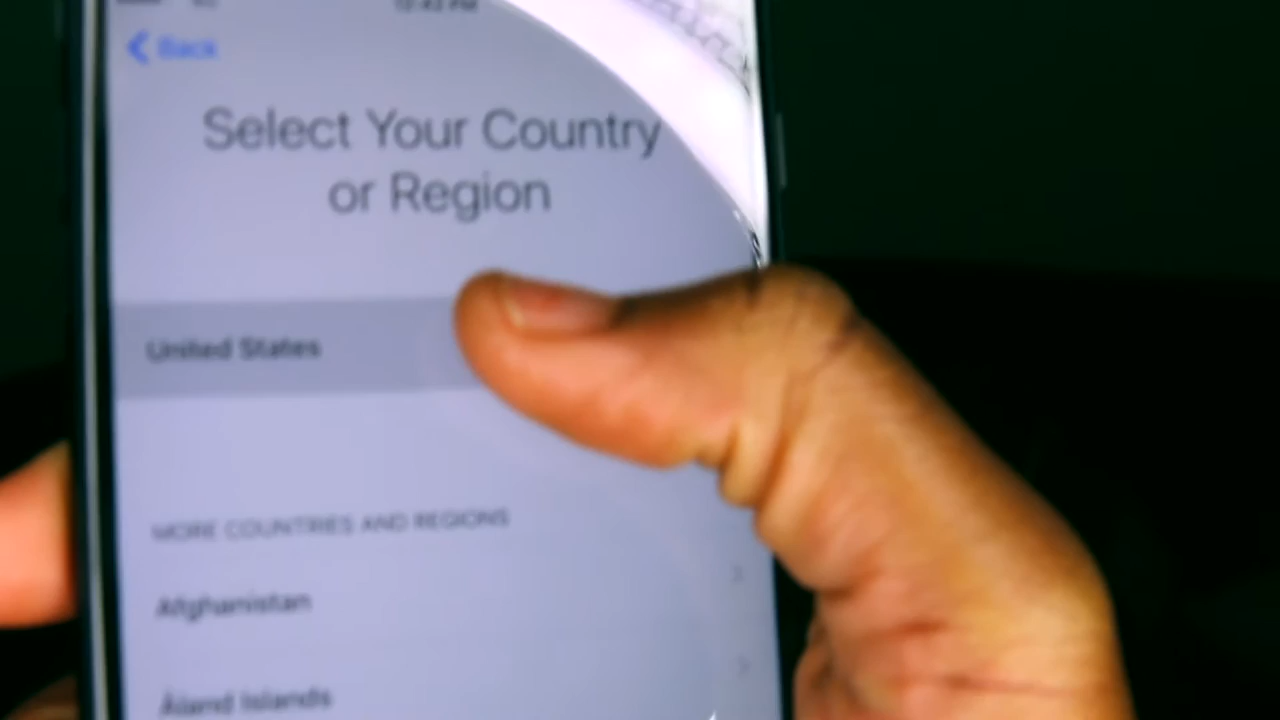 Back
Select Your Country
or Region
United States
MORE COUNTRIES AND REGIONS
Afghanistan
Åland Islands